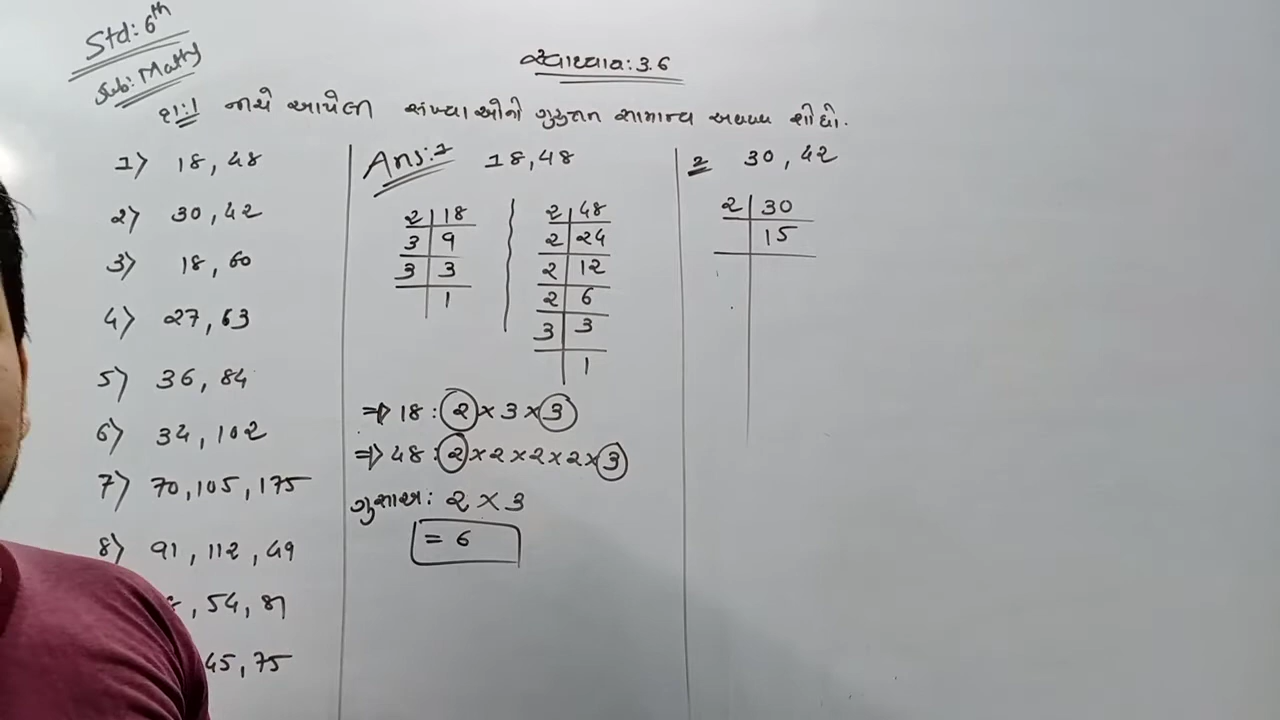 Std: 6th
Sub: Maths
સ્વાધ્યાય: 3.6
પ્ર:1 નીચે આપેલી સંખ્યાઓનો ગુરુત્તમ સામાન્ય અવયવ શોધો.
1) 18, 48
2) 30, 42
3) 18, 60
4) 27, 63
5) 36, 84
6) 34, 102
7) 70, 105, 175
8) 91, 112, 49
, 54, 81
45, 75
Ans: 1 18, 48
2 | 18
3 | 9
3 | 3
1
2 | 48
2 | 24
2 | 12
2 | 6
3 | 3
1
⇒ 18 : 2 × 3 × 3
⇒ 48 : 2 × 2 × 2 × 2 × 3
ગુસાઅ: 2 × 3
= 6
2 30, 42
2 | 30
15